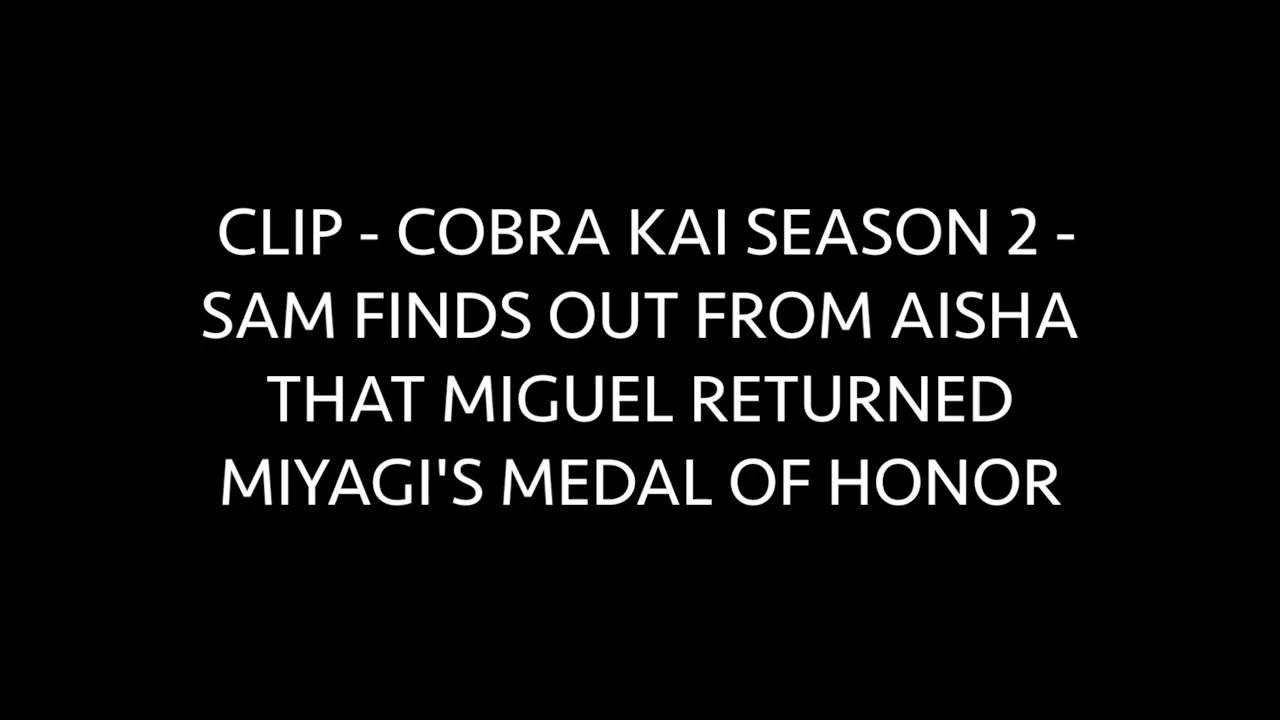 CLIP - COBRA KAI SEASON 2 -
SAM FINDS OUT FROM AISHA
THAT MIGUEL RETURNED
MIYAGI'S MEDAL OF HONOR